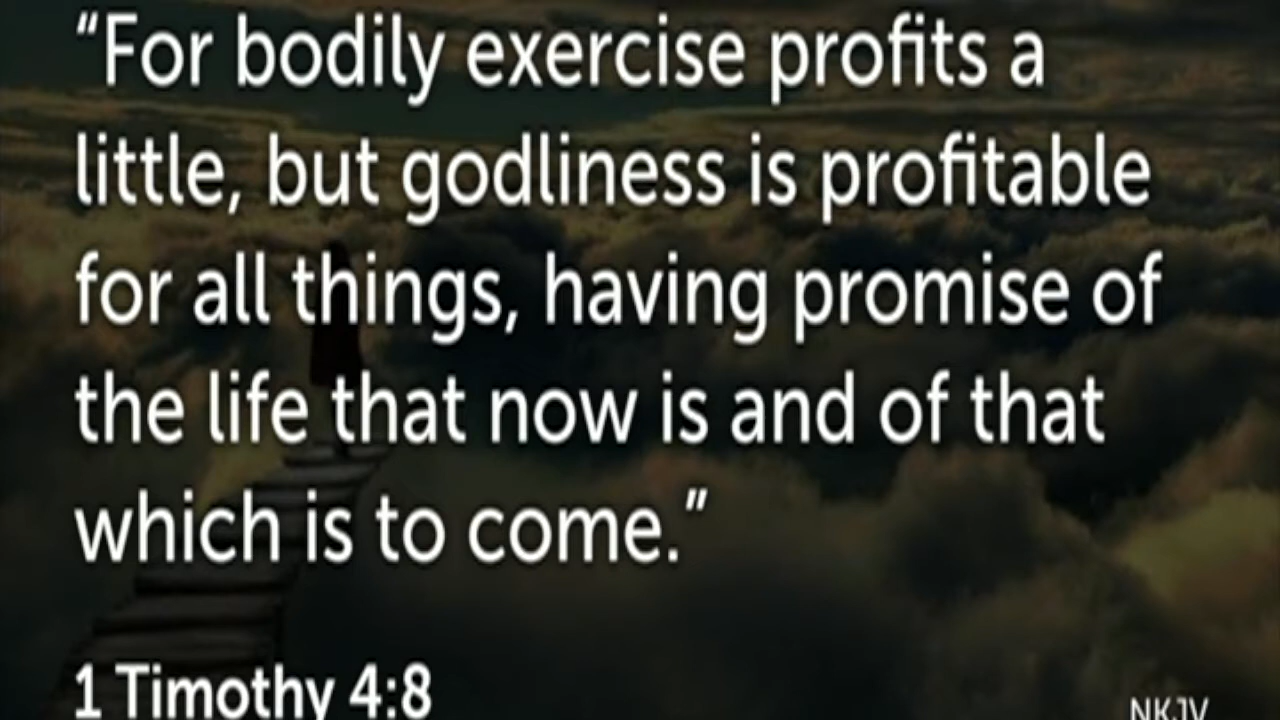 “For bodily exercise profits a
little, but godliness is profitable
for all things, having promise of
the life that now is and of that
which is to come.”
1 Timothy 4:8
NKJV